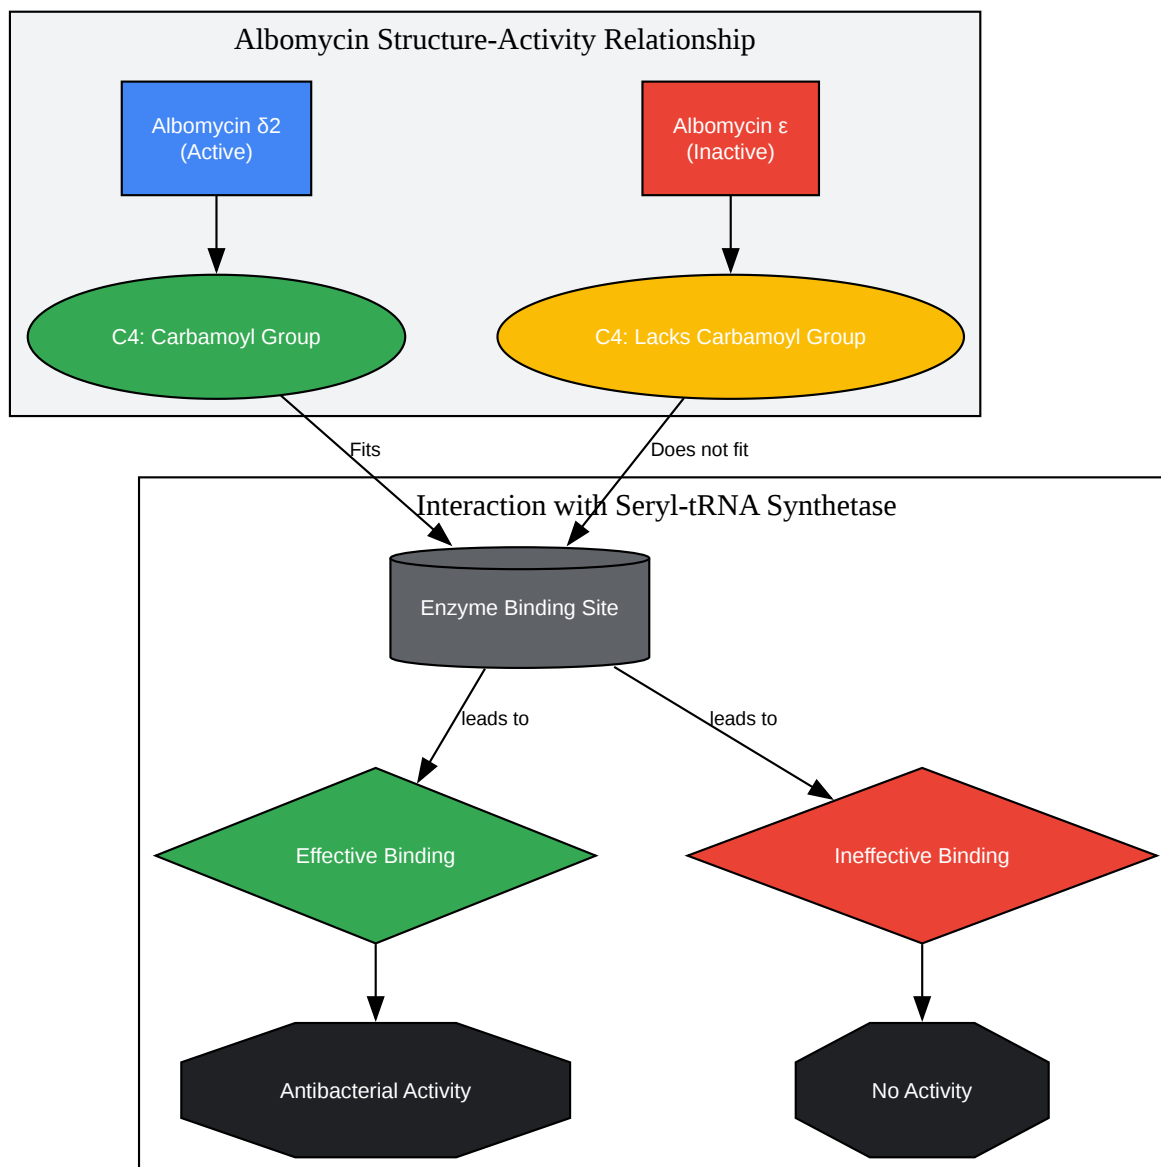 Albomycin Structure-Activity Relationship
Albomycin δ2
(Active)
Albomycin ε
(Inactive)
C4: Carbamoyl Group
C4: Lacks Carbamoyl Group
Fits
Does not fit
Interaction with Seryl-tRNA Synthetase
Enzyme Binding Site
leads to
leads to
Effective Binding
Ineffective Binding
Antibacterial Activity
No Activity